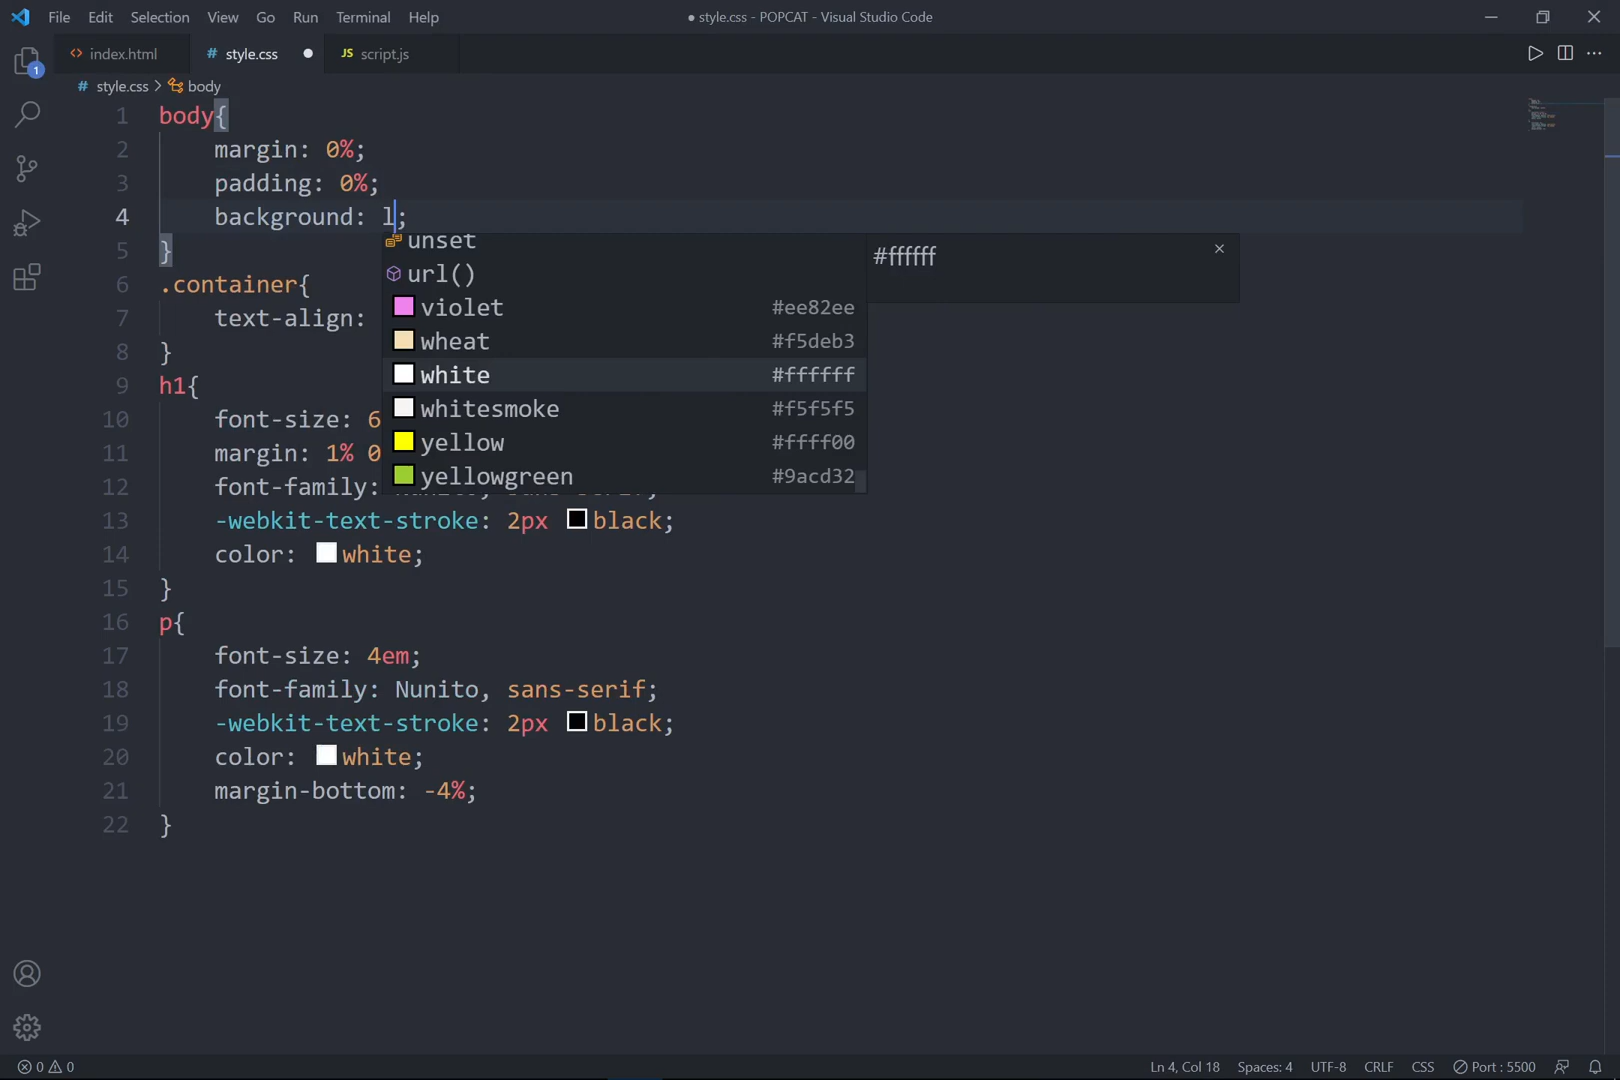 File Edit Selection View Go Run Terminal Help
● style.css - POPCAT - Visual Studio Code
index.html
# style.css ●
JS script.js
# style.css > body
1
1 body{
2 margin: 0%;
3 padding: 0%;
4 background: l;
5 }
6 .container{
7 text-align:
8 }
9 h1{
10 font-size: 6
11 margin: 1% 0
12 font-family:
13 -webkit-text-stroke: 2px black;
14 color: white;
15 }
16 p{
17 font-size: 4em;
18 font-family: Nunito, sans-serif;
19 -webkit-text-stroke: 2px black;
20 color: white;
21 margin-bottom: -4%;
22 }
unset
url()
violet #ee82ee
wheat #f5deb3
white #ffffff
whitesmoke #f5f5f5
yellow #ffff00
yellowgreen #9acd32
#ffffff
0 0
Ln 4, Col 18 Spaces: 4 UTF-8 CRLF CSS Port : 5500